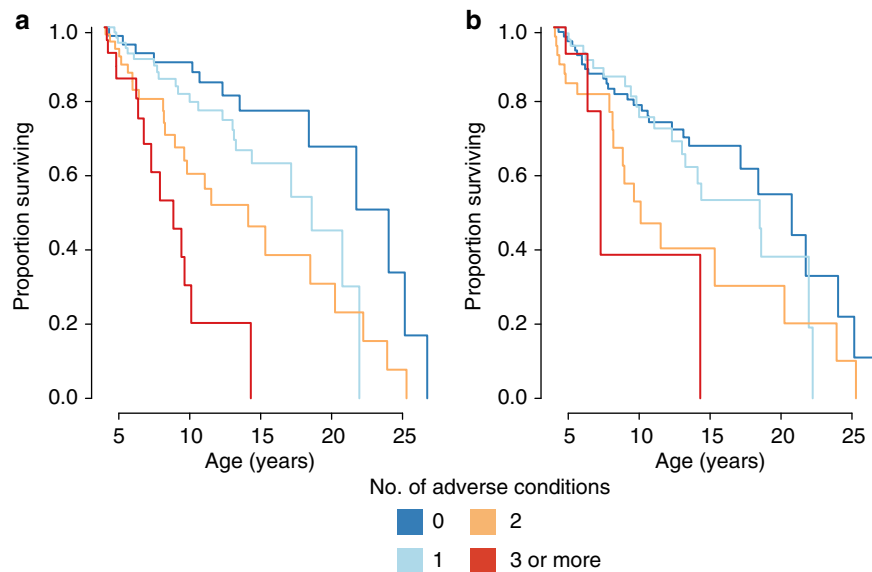 a
b
1.0
0.8
0.6
0.4
0.2
0.0
Proportion surviving
5 10 15 20 25
Age (years)
1.0
0.8
0.6
0.4
0.2
0.0
Proportion surviving
5 10 15 20 25
Age (years)
No. of adverse conditions
0 2
1 3 or more